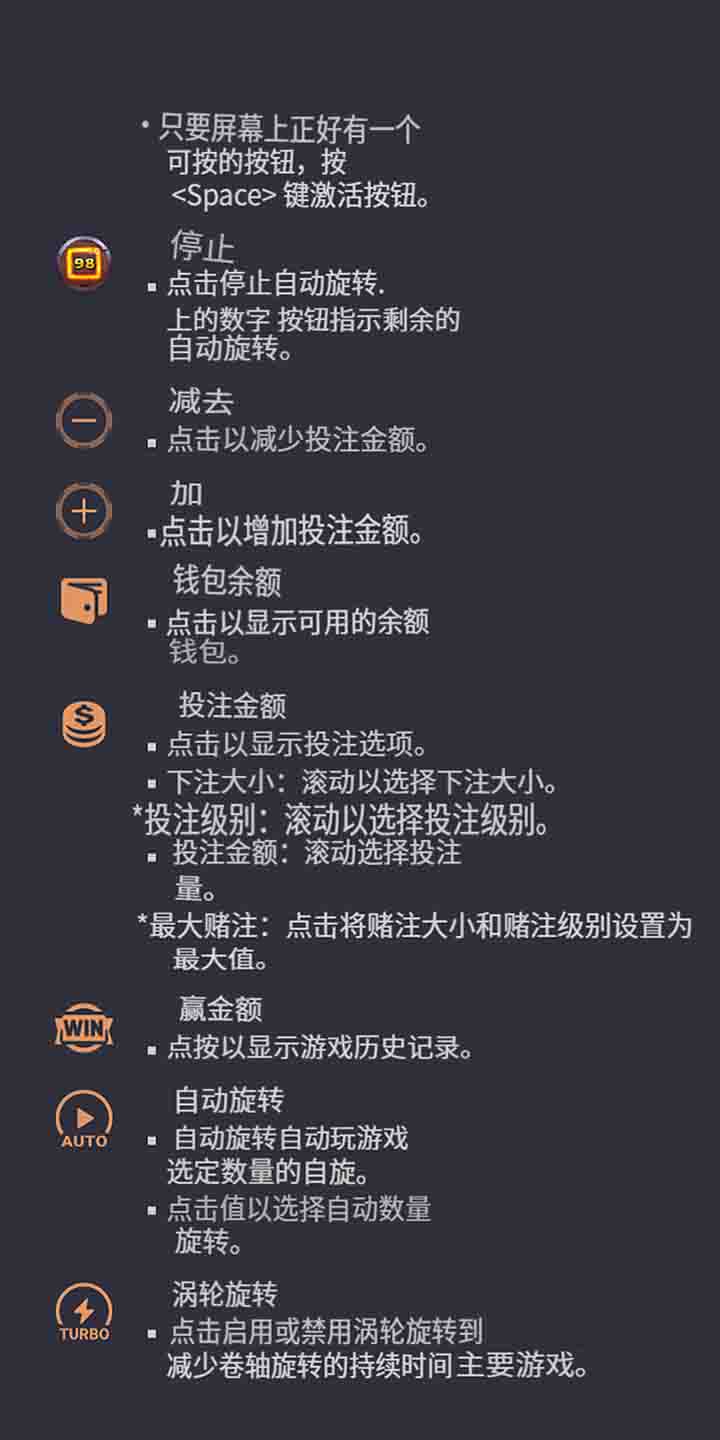 • 只要屏幕上正好有一个
可按的按钮，按
<Space> 键激活按钮。
停止
98
▪ 点击停止自动旋转.
上的数字 按钮指示剩余的
自动旋转。
减去
▪ 点击以减少投注金额。
加
▪点击以增加投注金额。
钱包余额
▪ 点击以显示可用的余额
钱包。
投注金额
▪ 点击以显示投注选项。
▪ 下注大小：滚动以选择下注大小。
*投注级别：滚动以选择投注级别。
▪ 投注金额：滚动选择投注
量。
*最大赌注：点击将赌注大小和赌注级别设置为
最大值。
赢金额
WIN
▪ 点按以显示游戏历史记录。
自动旋转
AUTO
▪ 自动旋转自动玩游戏
选定数量的自旋。
▪ 点击值以选择自动数量
旋转。
涡轮旋转
TURBO
▪ 点击启用或禁用涡轮旋转到
减少卷轴旋转的持续时间主要游戏。